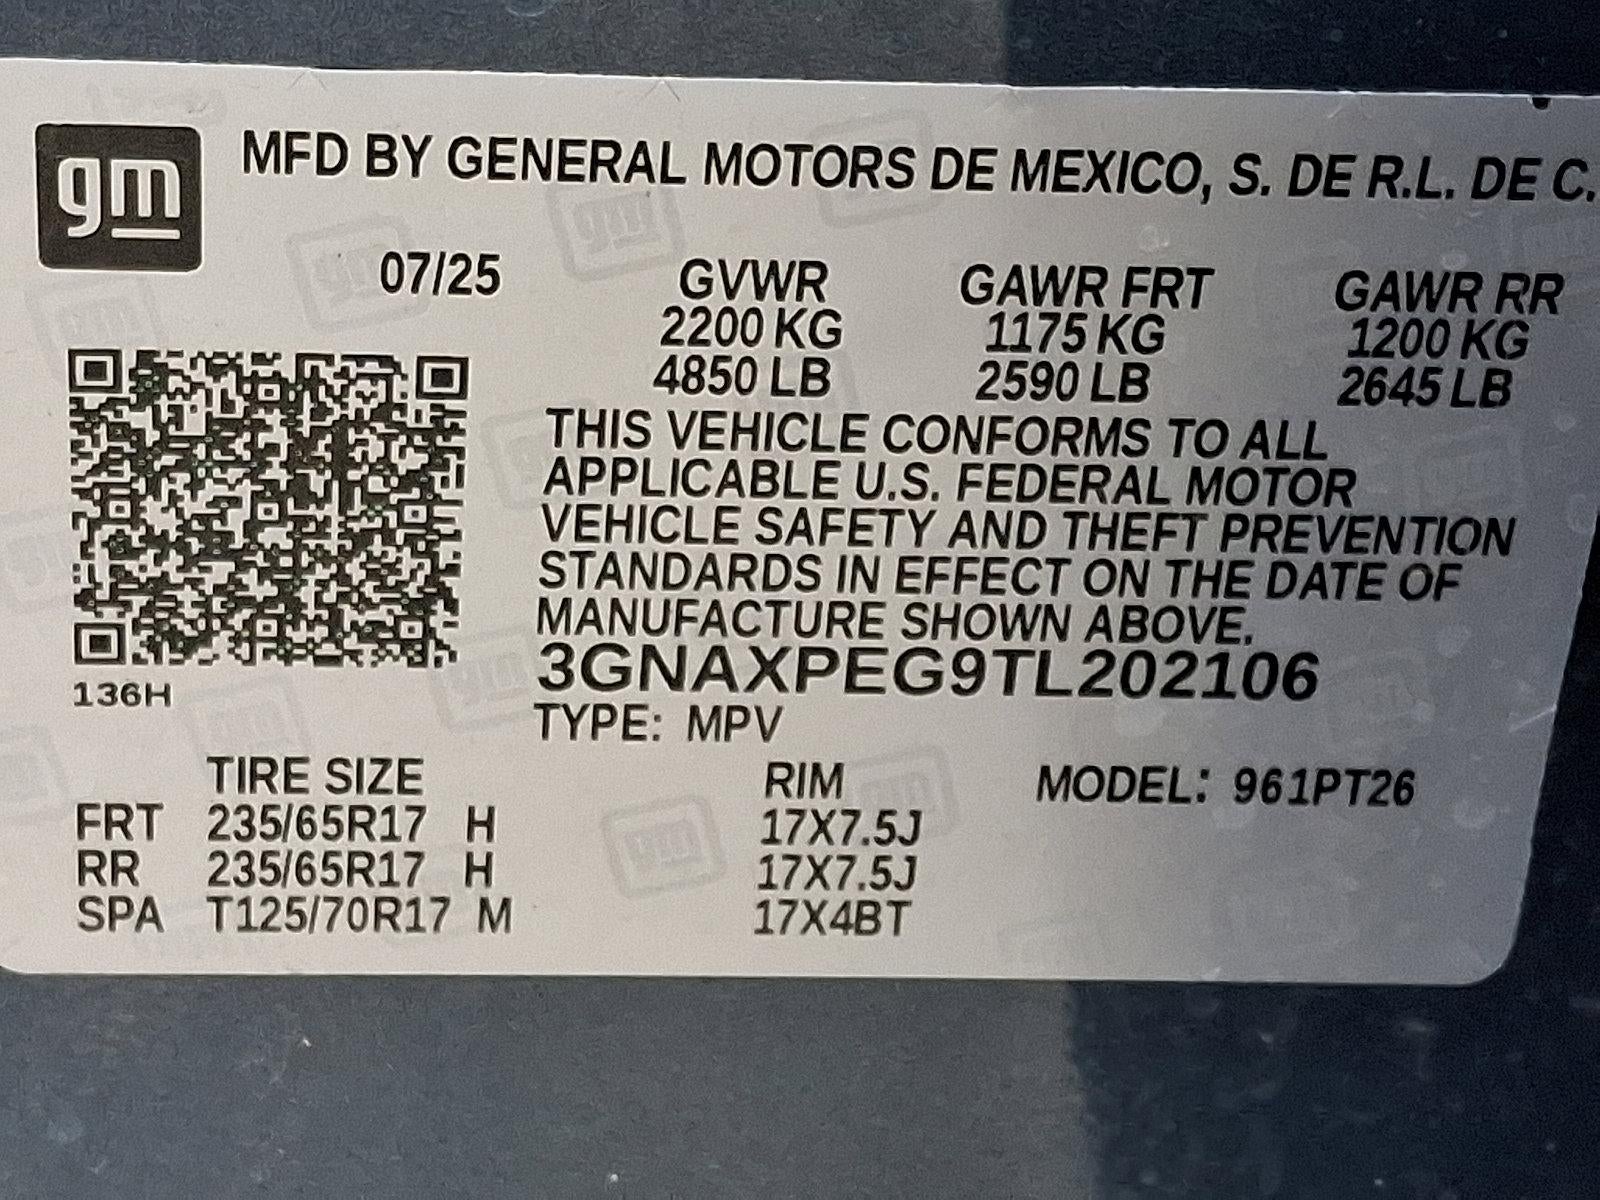 gm
MFD BY GENERAL MOTORS DE MEXICO, S. DE R.L. DE C.
07/25
GVWR GAWR FRT GAWR RR
2200 KG 1175 KG 1200 KG
4850 LB 2590 LB 2645 LB
THIS VEHICLE CONFORMS TO ALL
APPLICABLE U.S. FEDERAL MOTOR
VEHICLE SAFETY AND THEFT PREVENTION
STANDARDS IN EFFECT ON THE DATE OF
MANUFACTURE SHOWN ABOVE.
3GNAXPEG9TL202106
136H
TYPE: MPV
TIRE SIZE RIM MODEL: 961PT26
FRT 235/65R17 H 17X7.5J
RR 235/65R17 H 17X7.5J
SPA T125/70R17 M 17X4BT